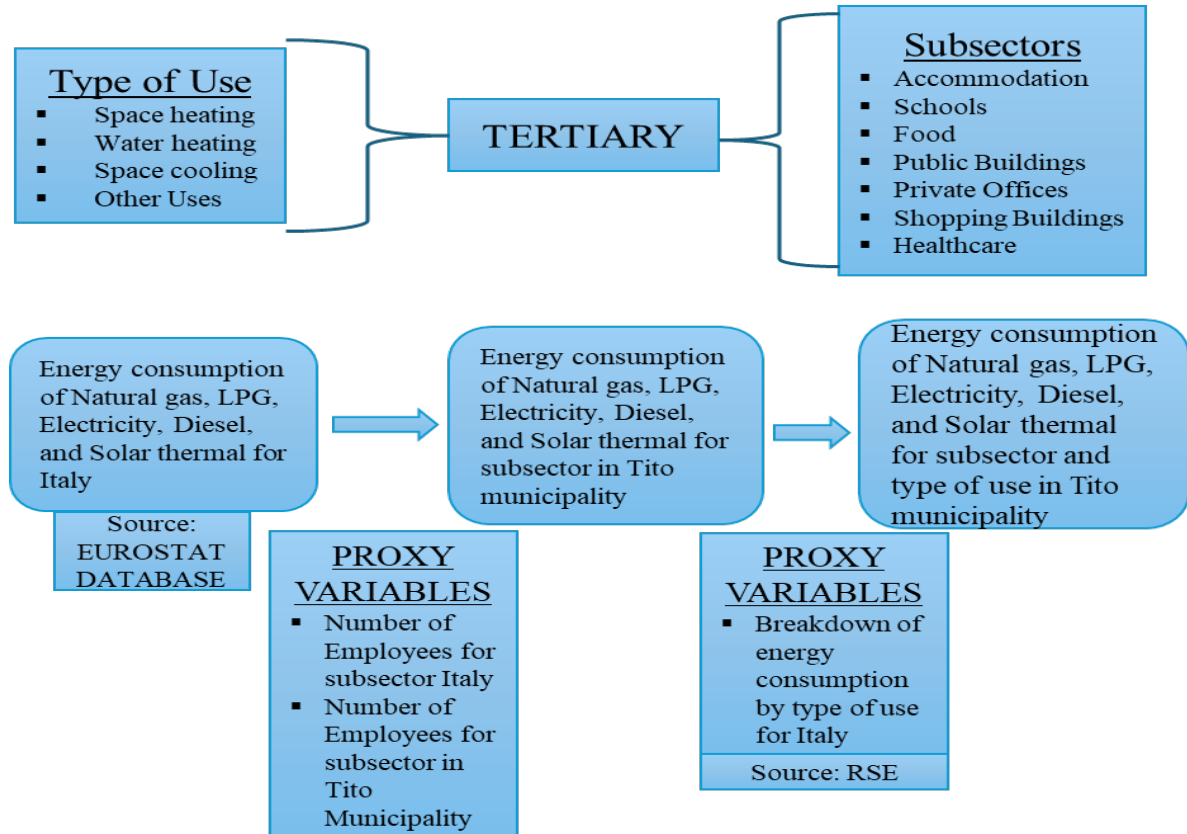 Type of Use
▪ Space heating
▪ Water heating
▪ Space cooling
▪ Other Uses
TERTIARY
Subsectors
▪ Accommodation
▪ Schools
▪ Food
▪ Public Buildings
▪ Private Offices
▪ Shopping Buildings
▪ Healthcare
Energy consumption
of Natural gas, LPG,
Electricity, Diesel,
and Solar thermal for
Italy
Source:
EUROSTAT
DATABASE
Energy consumption
of Natural gas, LPG,
Electricity, Diesel,
and Solar thermal for
subsector in Tito
municipality
Energy consumption
of Natural gas, LPG,
Electricity, Diesel,
and Solar thermal
for subsector and
type of use in Tito
municipality
PROXY
VARIABLES
▪ Number of
Employees for
subsector Italy
▪ Number of
Employees for
subsector in
Tito
Municipality
PROXY
VARIABLES
▪ Breakdown of
energy
consumption
by type of use
for Italy
Source: RSE